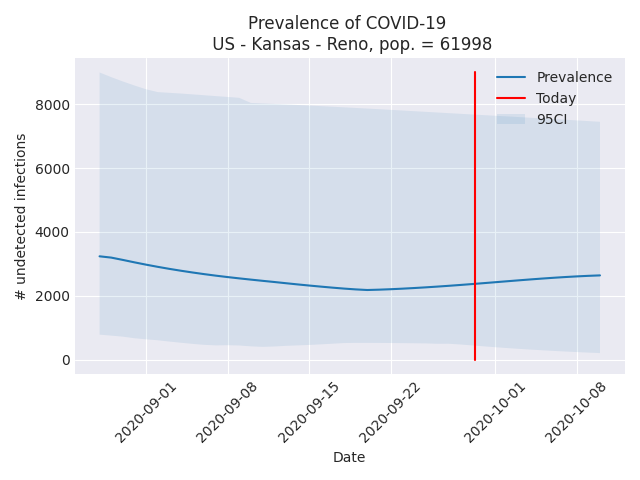 Prevalence of COVID-19
US - Kansas - Reno, pop. = 61998
Prevalence
Today
95CI
# undetected infections
8000
6000
4000
2000
0
2020-09-01
2020-09-08
2020-09-15
2020-09-22
2020-10-01
2020-10-08
Date